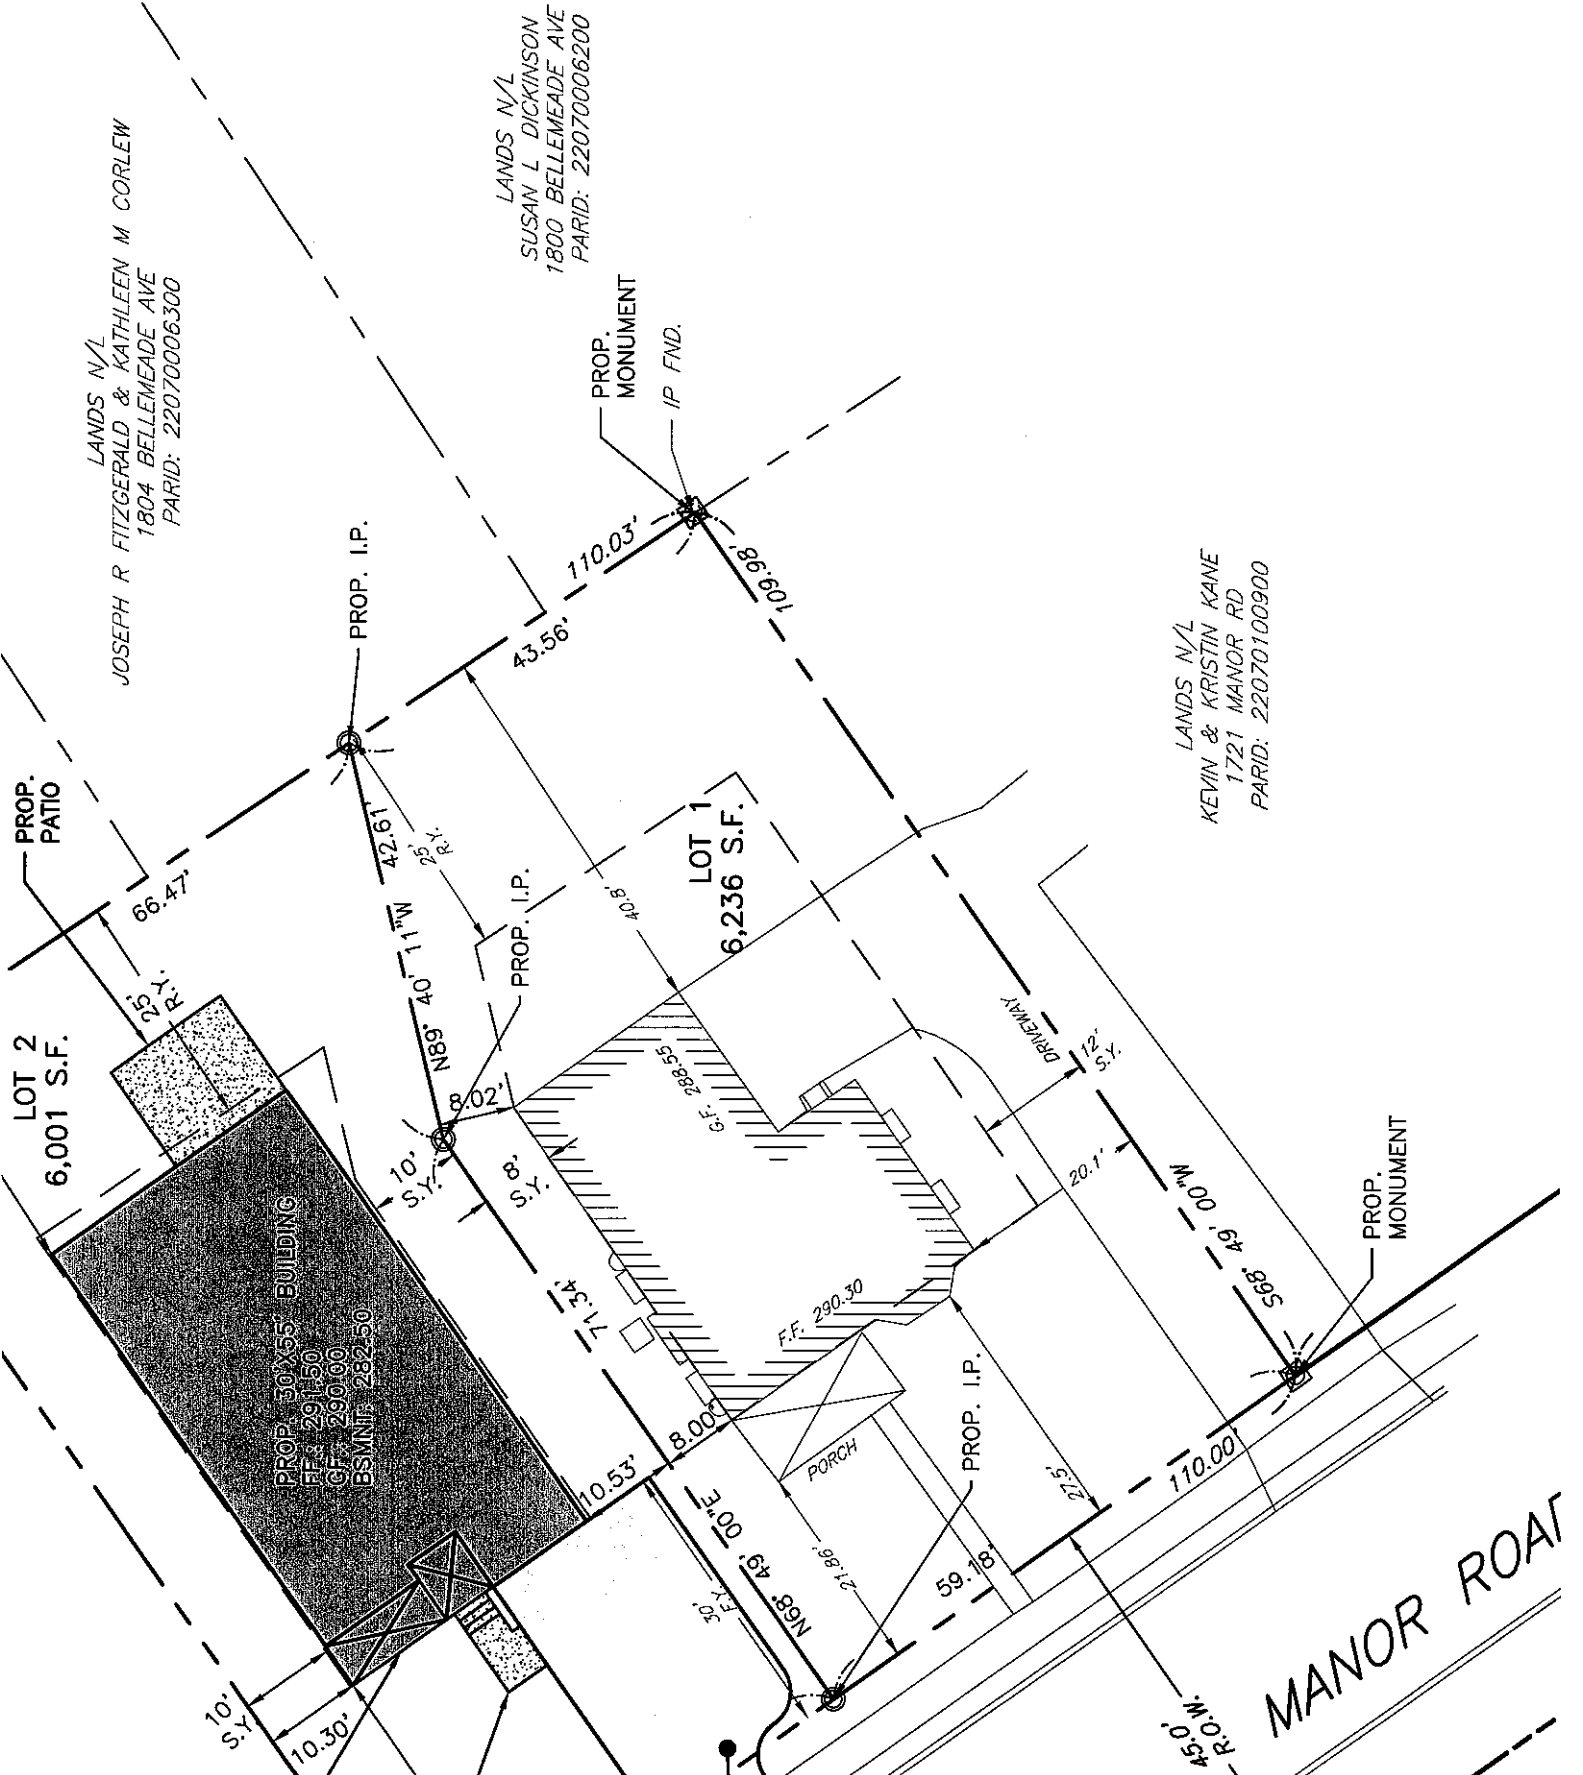 LANDS N/L
JOSEPH R FITZGERALD & KATHLEEN M CORLEW
1804 BELLEMEADE AVE
PARID: 22070006300
LANDS N/L
SUSAN L DICKINSON
1800 BELLEMEADE AVE
PARID: 22070006200
PROP.
MONUMENT
IP FND.
PROP. I.P.
PROP.
PATIO
110.03'
109.98'
43.56'
66.47'
LANDS N/L
KEVIN & KRISTIN KANE
1721 MANOR RD
PARID: 22070100900
LOT 2
6,001 S.F.
25'
R.Y.
N89° 40' 11"W
42.61'
25'
R.Y.
PROP. I.P.
LOT 1
6,236 S.F.
40.8'
8.02'
10'
S.Y.
8'
S.Y.
G.F. 288.55
DRIVEWAY
12'
S.Y.
20.1'
S68° 49' 00"W
PROP.
MONUMENT
PROP. 30'X55' BUILDING
FF: 291.50
GF: 290.00
BSMNT: 282.50
71.34'
F.F. 290.30
8.00'
10.53'
PORCH
PROP. I.P.
27.5'
110.00'
N68° 49' 00"E
21.86'
30'
F.Y.
59.18'
10'
S.Y.
10.30'
45.0'
R.O.W.
MANOR ROAD